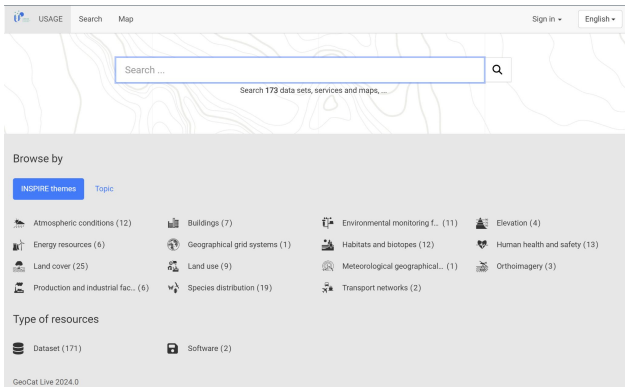 USAGE Search Map Sign in English
Search ...
Search 173 data sets, services and maps, ...
Browse by
INSPIRE themes Topic
Atmospheric conditions (12) Buildings (7) Environmental monitoring f... (11) Elevation (4)
Energy resources (6) Geographical grid systems (1) Habitats and biotopes (12) Human health and safety (13)
Land cover (25) Land use (9) Meteorological geographical... (1) Orthoimagery (3)
Production and industrial fac... (6) Species distribution (19) Transport networks (2)
Type of resources
Dataset (171) Software (2)
GeoCat Live 2024.0